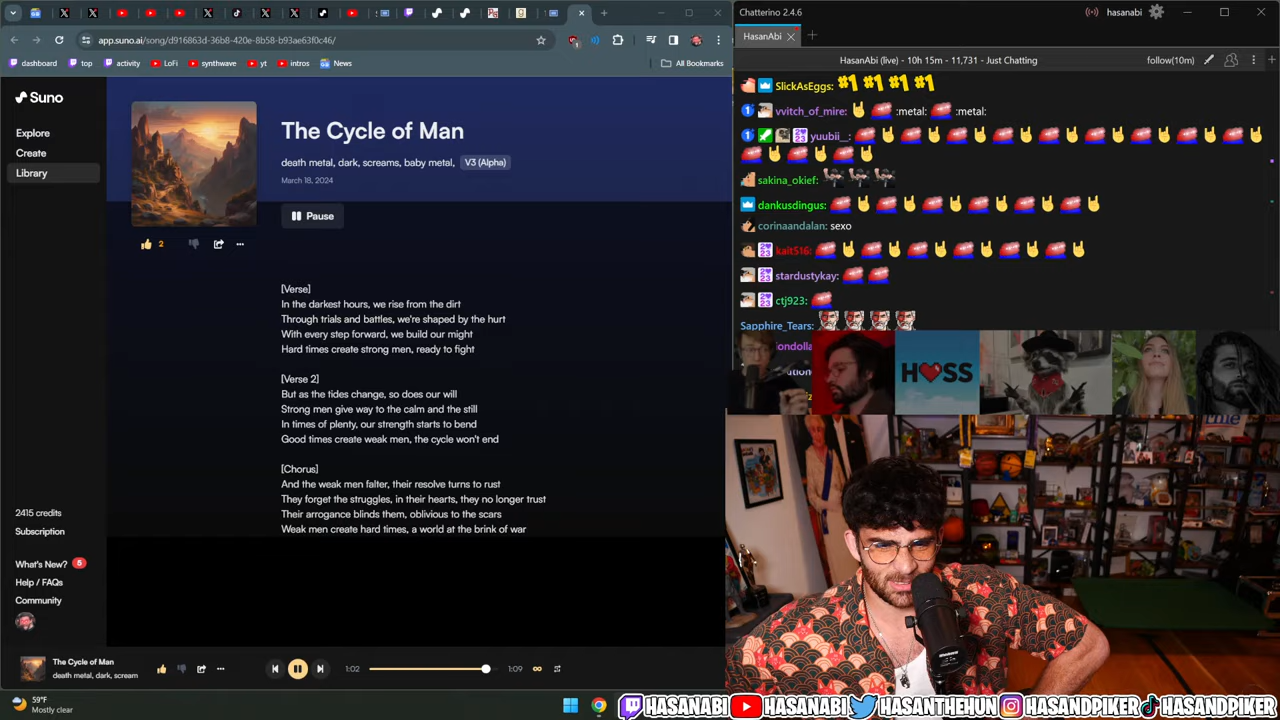 Chatterino 2.4.6
hasanabi
app.suno.ai/song/d916863d-36b8-420e-8b58-b93ae63f0c46/
HasanAbi
dashboard
top
activity
LoFi
synthwave
yt
intros
News
All Bookmarks
HasanAbi (live) - 10h 15m - 11,731 - Just Chatting
follow(10m)
Suno
Explore
Create
Library
The Cycle of Man
death metal, dark, screams, baby metal,
V3 (Alpha)
March 18, 2024
Pause
2
[Verse]
In the darkest hours, we rise from the dirt
Through trials and battles, we're shaped by the hurt
With every step forward, we build our might
Hard times create strong men, ready to fight
[Verse 2]
But as the tides change, so does our will
Strong men give way to the calm and the still
In times of plenty, our strength starts to bend
Good times create weak men, the cycle won't end
[Chorus]
And the weak men falter, their resolve turns to rust
They forget the struggles, in their hearts, they no longer trust
Their arrogance blinds them, oblivious to the scars
Weak men create hard times, a world at the brink of war
2415 credits
Subscription
What's New?
5
Help / FAQs
Community
The Cycle of Man
death metal, dark, scream
1:02
1:09
SlickAsEggs: #1 #1 #1 #1
vvitch_of_mire: :metal: :metal:
yuubii__:
sakina_okief:
dankusdingus:
corinaandalan: sexo
kait516:
stardustykay:
ctj923:
Sapphire_Tears:
H SS
59°F
Mostly clear
HASANABI
HASANABI
HASANTHEHUN
HASANDPIKER
HASANDPIKER